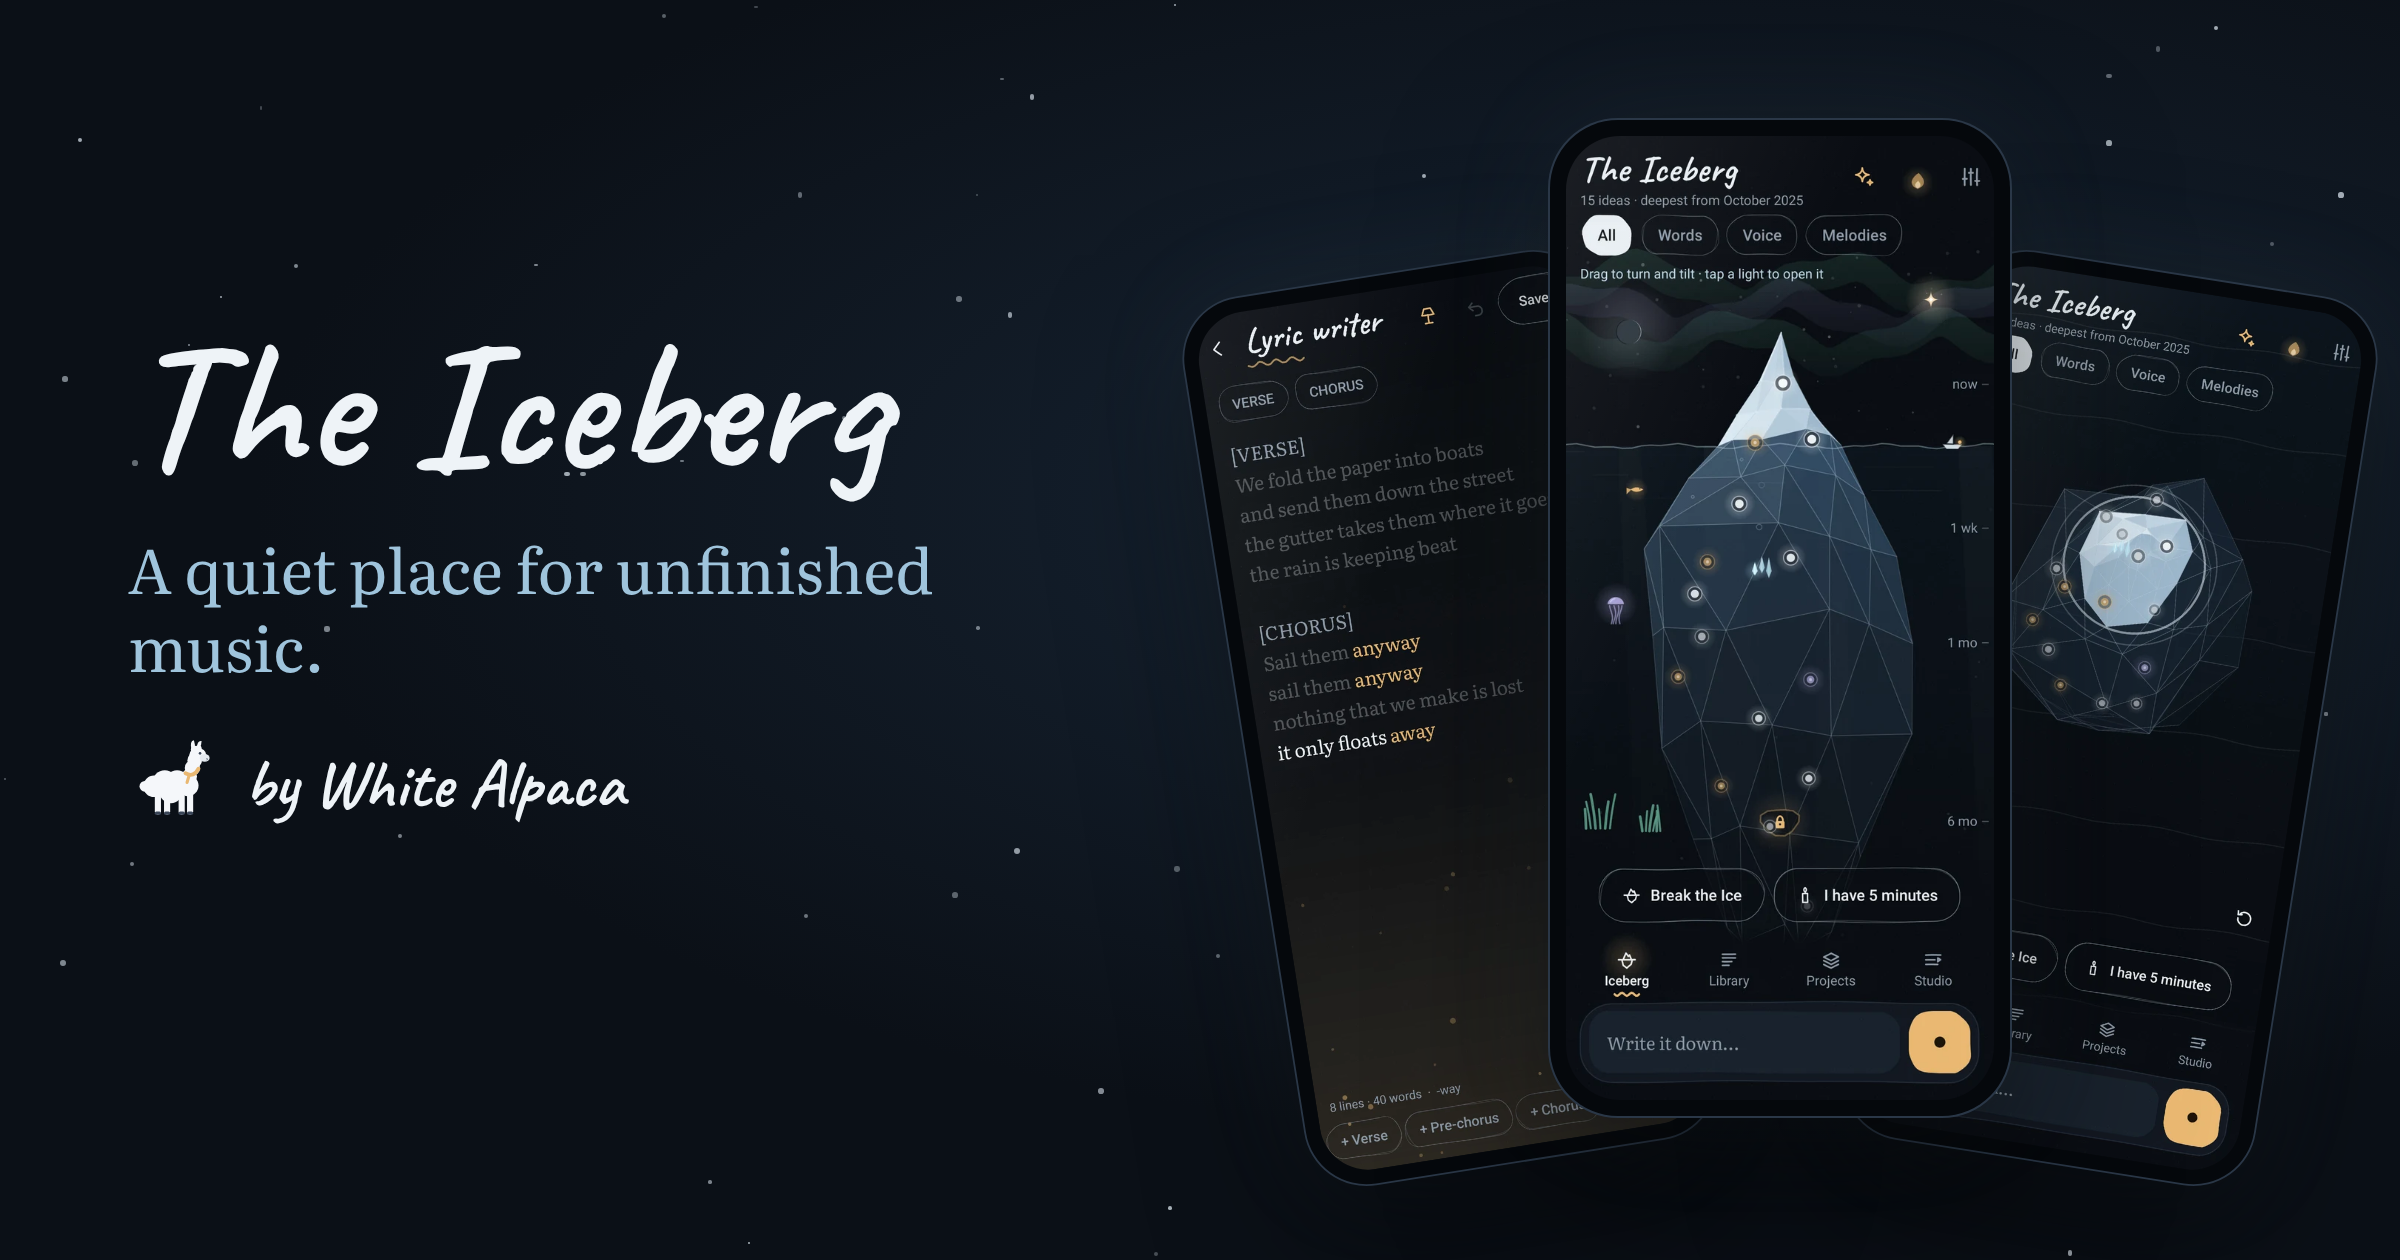 The Iceberg
A quiet place for unfinished
music.
by White Alpaca
Lyric writer
Save
VERSE
CHORUS
[VERSE]
We fold the paper into boats
and send them down the street
the gutter takes them where it goe
the rain is keeping beat
[CHORUS]
Sail them anyway
sail them anyway
nothing that we make is lost
it only floats away
8 lines · 40 words · -way
+ Verse
+ Pre-chorus
+ Chorus
The Iceberg
15 ideas · deepest from October 2025
All
Words
Voice
Melodies
Drag to turn and tilt · tap a light to open it
now
1 wk
1 mo
6 mo
Break the Ice
I have 5 minutes
Iceberg
Library
Projects
Studio
Write it down...
The Iceberg
deas · deepest from October 2025
ll
Words
Voice
Melodies
e Ice
I have 5 minutes
rary
Projects
Studio